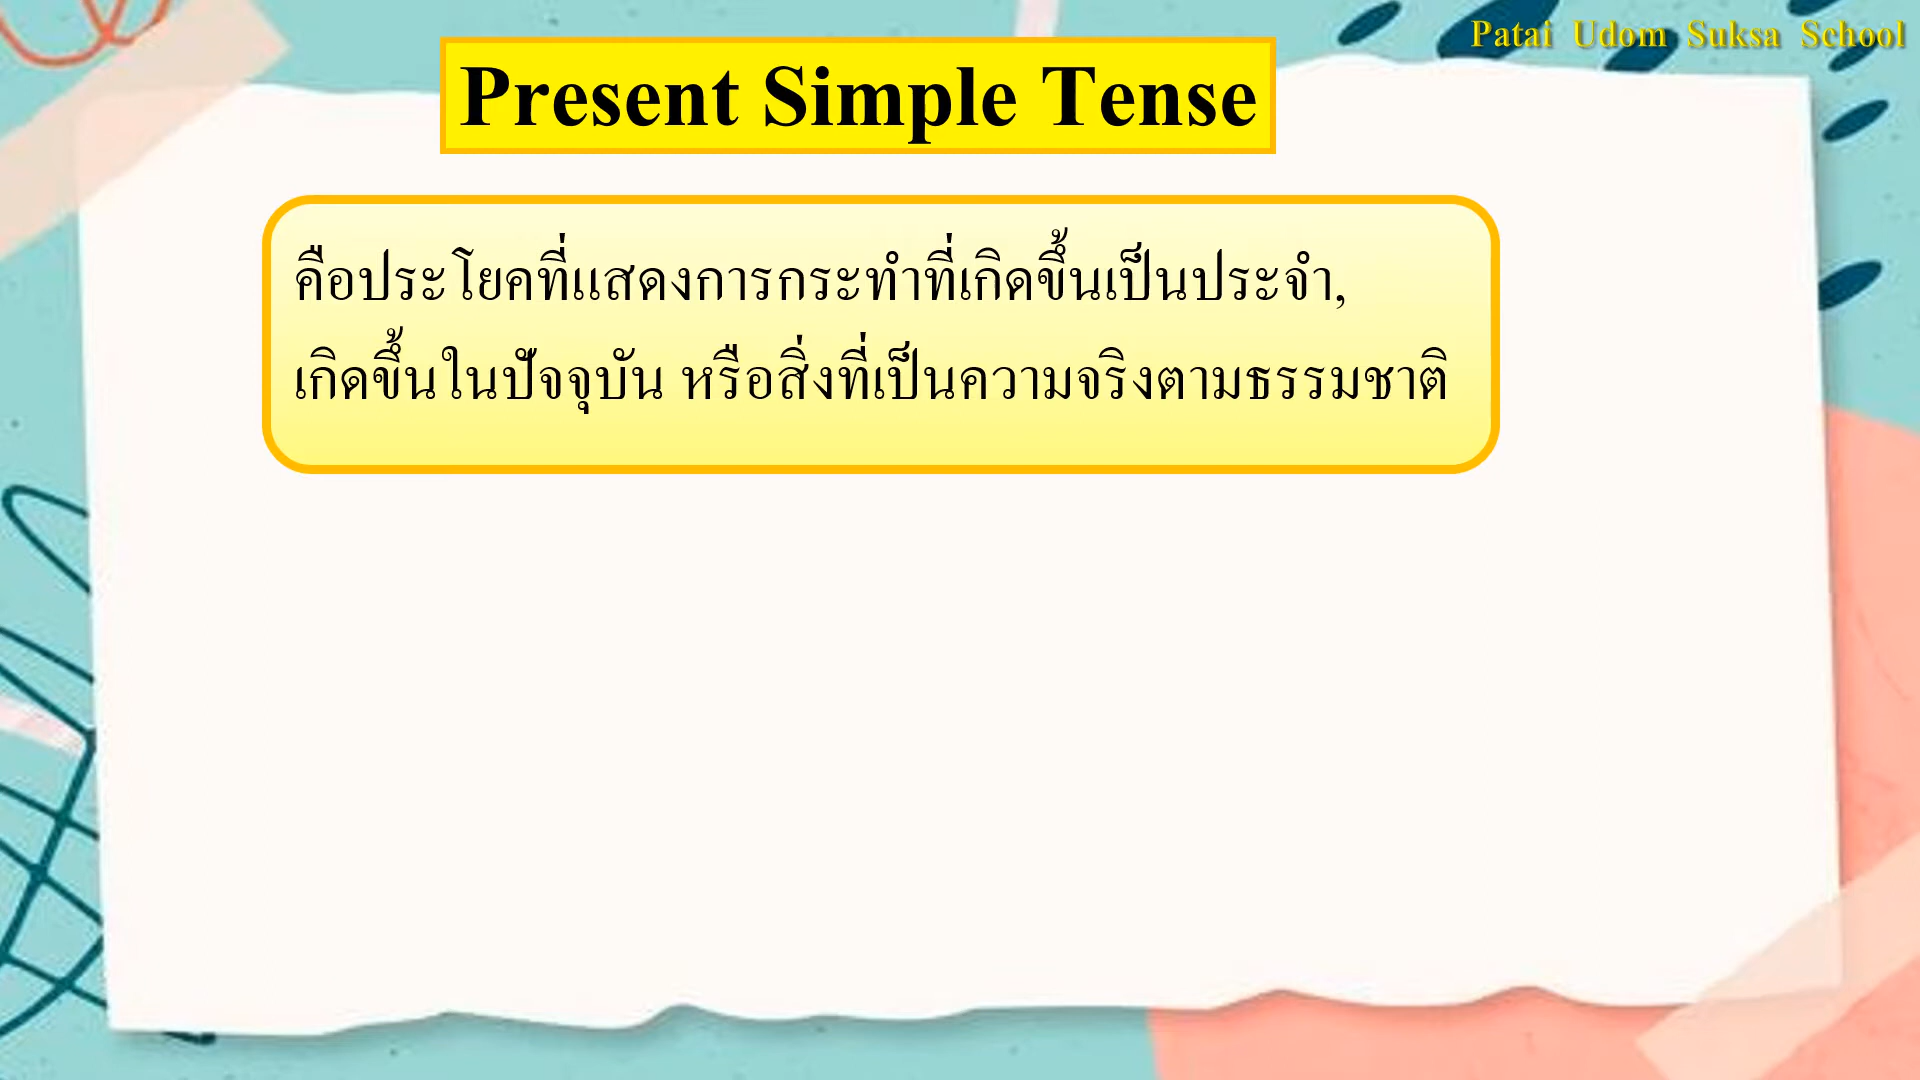 Patai Udom Suksa School
Present Simple Tense
คือประโยคที่แสดงการกระทำที่เกิดขึ้นเป็นประจำ,
เกิดขึ้นในปัจจุบัน หรือสิ่งที่เป็นความจริงตามธรรมชาติ